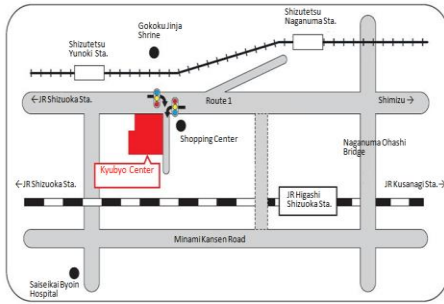 Shizutetsu
Naganuma Sta.
Gokoku Jinja
Shrine
Shizutetsu
Yunoki Sta.
←JR Shizuoka Sta.
Route 1
Shimizu→
Shopping Center
Naganuma Ohashi
Bridge
Kyubyo Center
←JR Shizuoka Sta.
JR Kusanagi Sta.→
JR Higashi
Shizuoka Sta.
Minami Kansen Road
Saiseikai Byoin
Hospital